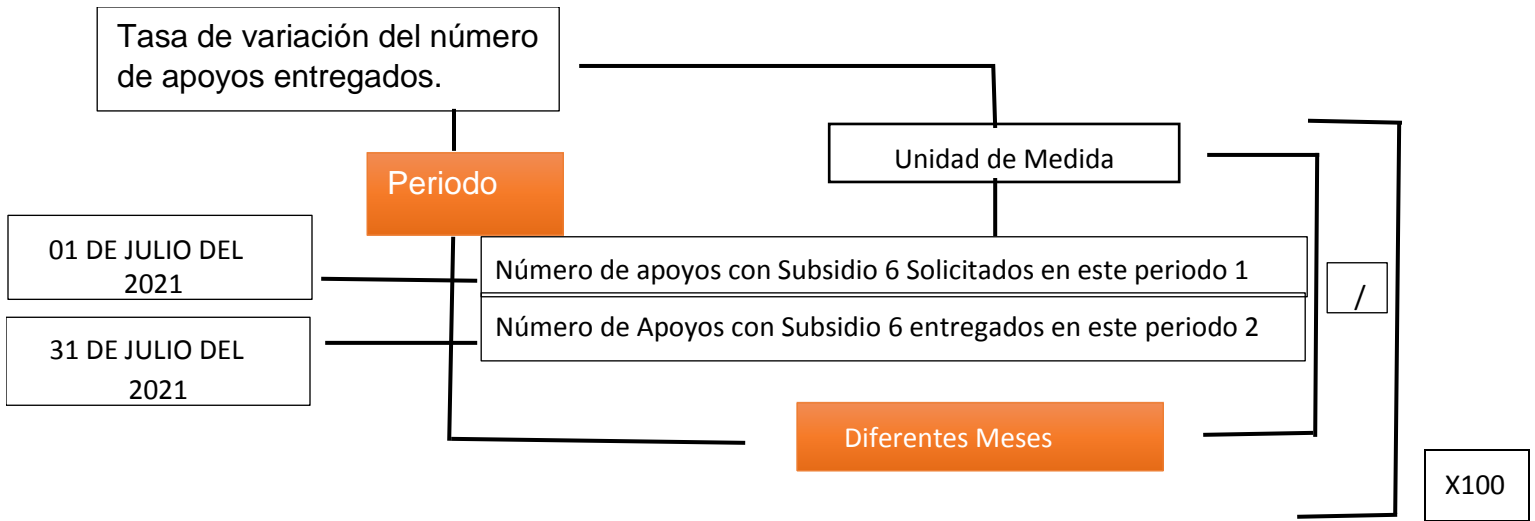 Tasa de variación del número
de apoyos entregados.
Unidad de Medida
Periodo
01 DE JULIO DEL
2021
Número de apoyos con Subsidio 6 Solicitados en este periodo 1
/
Número de Apoyos con Subsidio 6 entregados en este periodo 2
31 DE JULIO DEL
2021
Diferentes Meses
X100